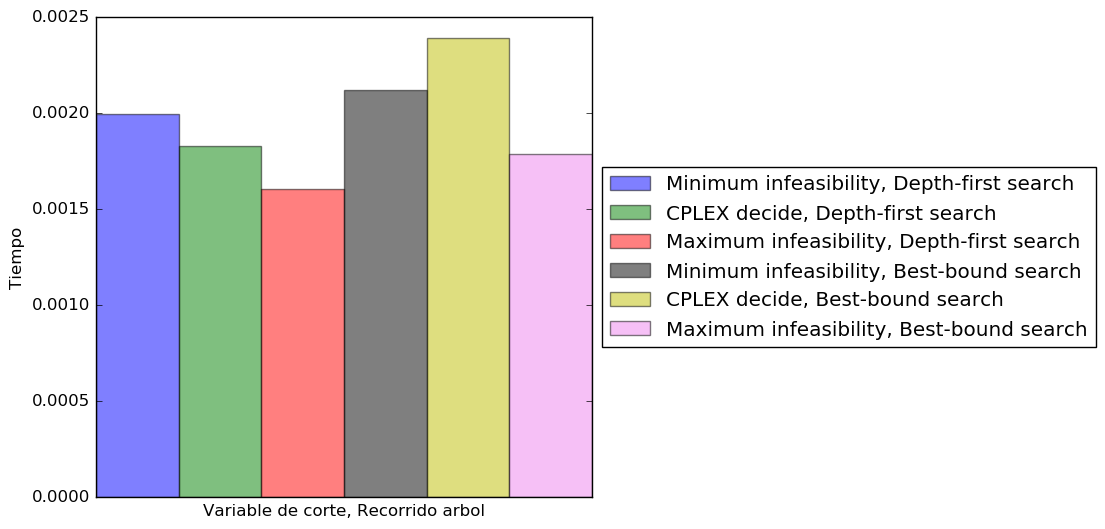 0.0025
0.0020
0.0015
0.0010
0.0005
0.0000
Tiempo
Variable de corte, Recorrido arbol
Minimum infeasibility, Depth-first search
CPLEX decide, Depth-first search
Maximum infeasibility, Depth-first search
Minimum infeasibility, Best-bound search
CPLEX decide, Best-bound search
Maximum infeasibility, Best-bound search